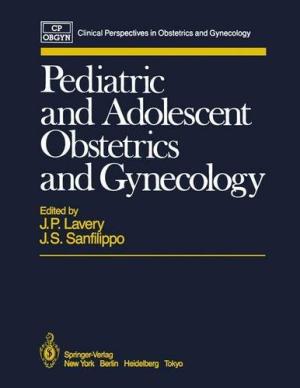 CP
OBGYN
Clinical Perspectives in Obstetrics and Gynecology
Pediatric
and Adolescent
Obstetrics
and Gynecology
Edited by
J.P. Lavery
J.S. Sanfilippo
Springer-Verlag
New York Berlin Heidelberg Tokyo